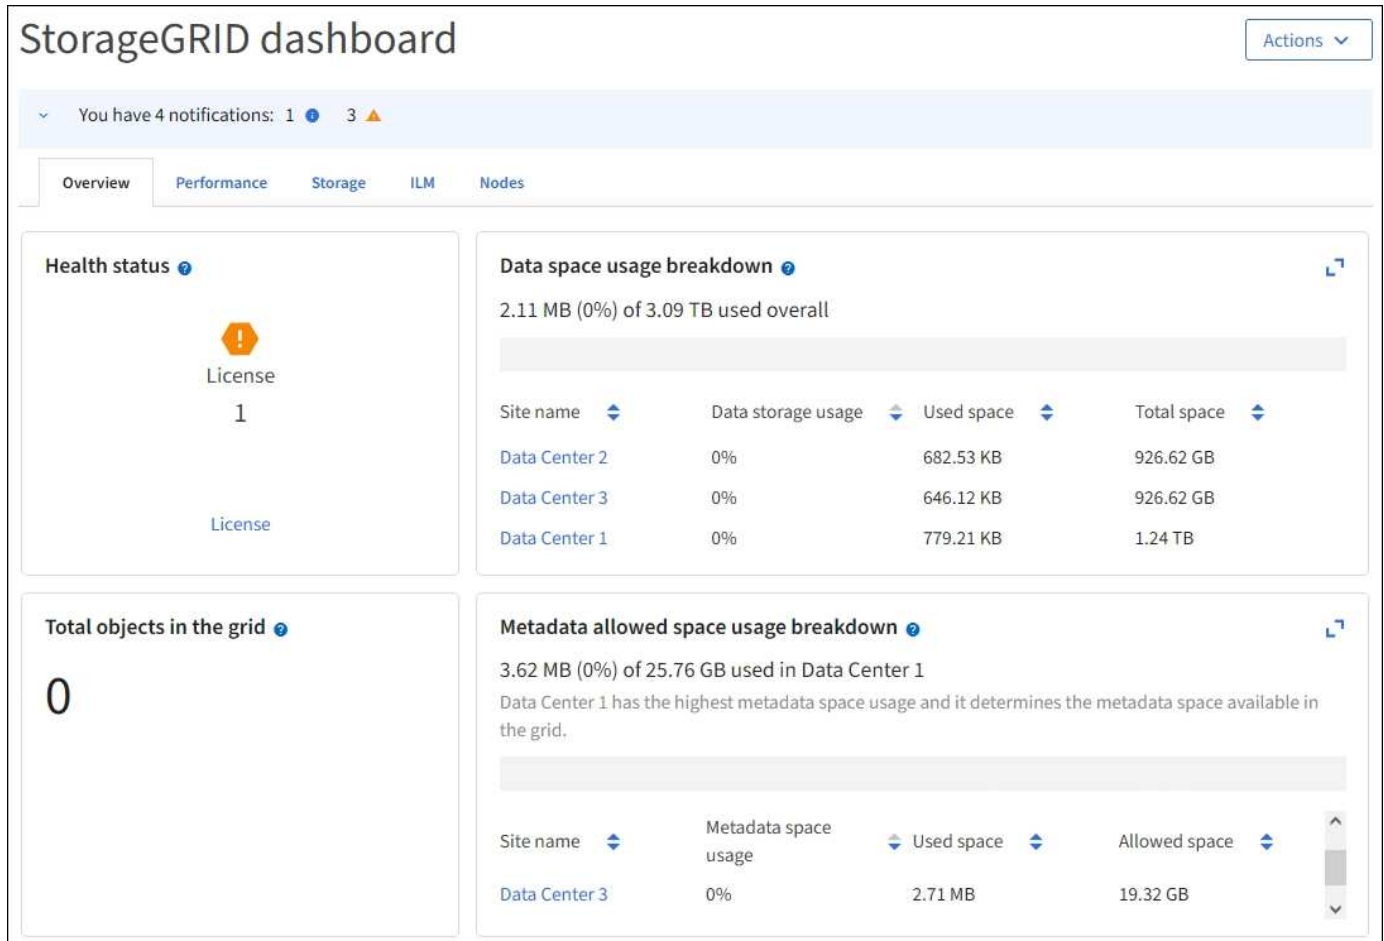 StorageGRID dashboard
Actions
You have 4 notifications: 1 3
Overview Performance Storage ILM Nodes
Health status
License
1
License
Data space usage breakdown
2.11 MB (0%) of 3.09 TB used overall
Site name Data storage usage Used space Total space
Data Center 2 0% 682.53 KB 926.62 GB
Data Center 3 0% 646.12 KB 926.62 GB
Data Center 1 0% 779.21 KB 1.24 TB
Total objects in the grid
0
Metadata allowed space usage breakdown
3.62 MB (0%) of 25.76 GB used in Data Center 1
Data Center 1 has the highest metadata space usage and it determines the metadata space available in
the grid.
Site name Metadata space usage Used space Allowed space
Data Center 3 0% 2.71 MB 19.32 GB